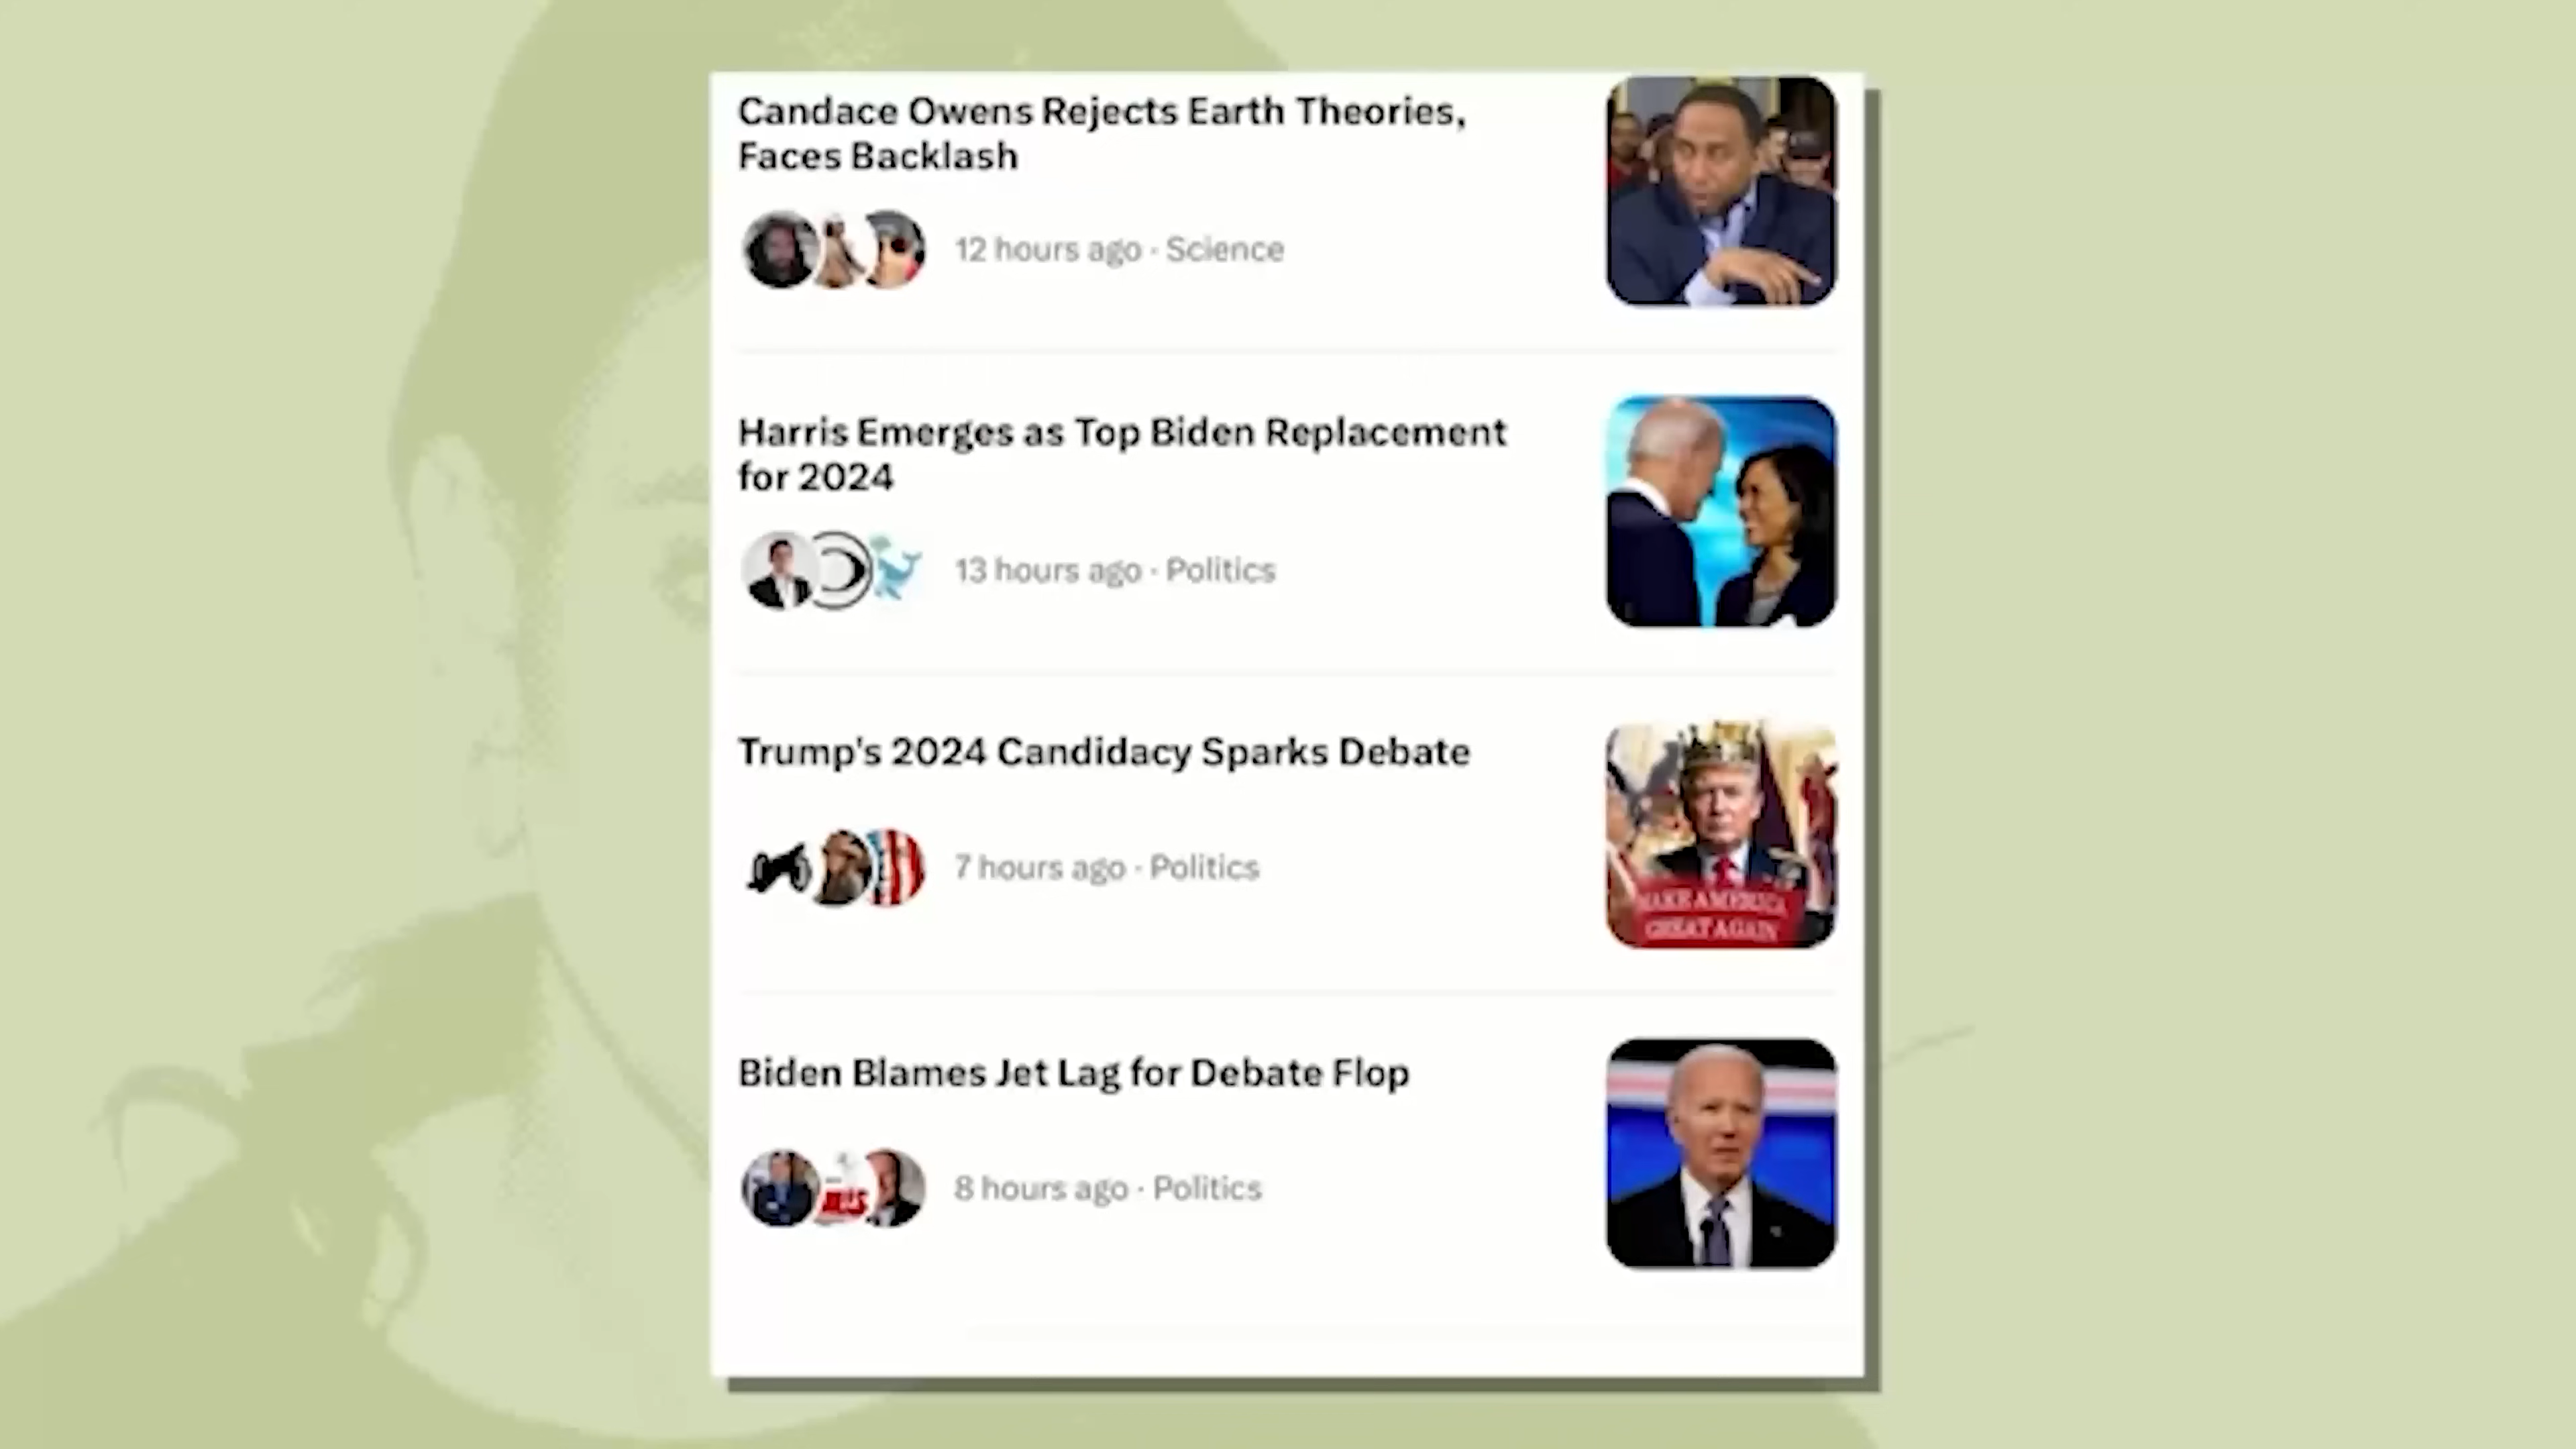 Candace Owens Rejects Earth Theories,
Faces Backlash
12 hours ago · Science
Harris Emerges as Top Biden Replacement
for 2024
13 hours ago · Politics
Trump's 2024 Candidacy Sparks Debate
7 hours ago · Politics
MAKE AMERICA
GREAT AGAIN
Biden Blames Jet Lag for Debate Flop
8 hours ago · Politics